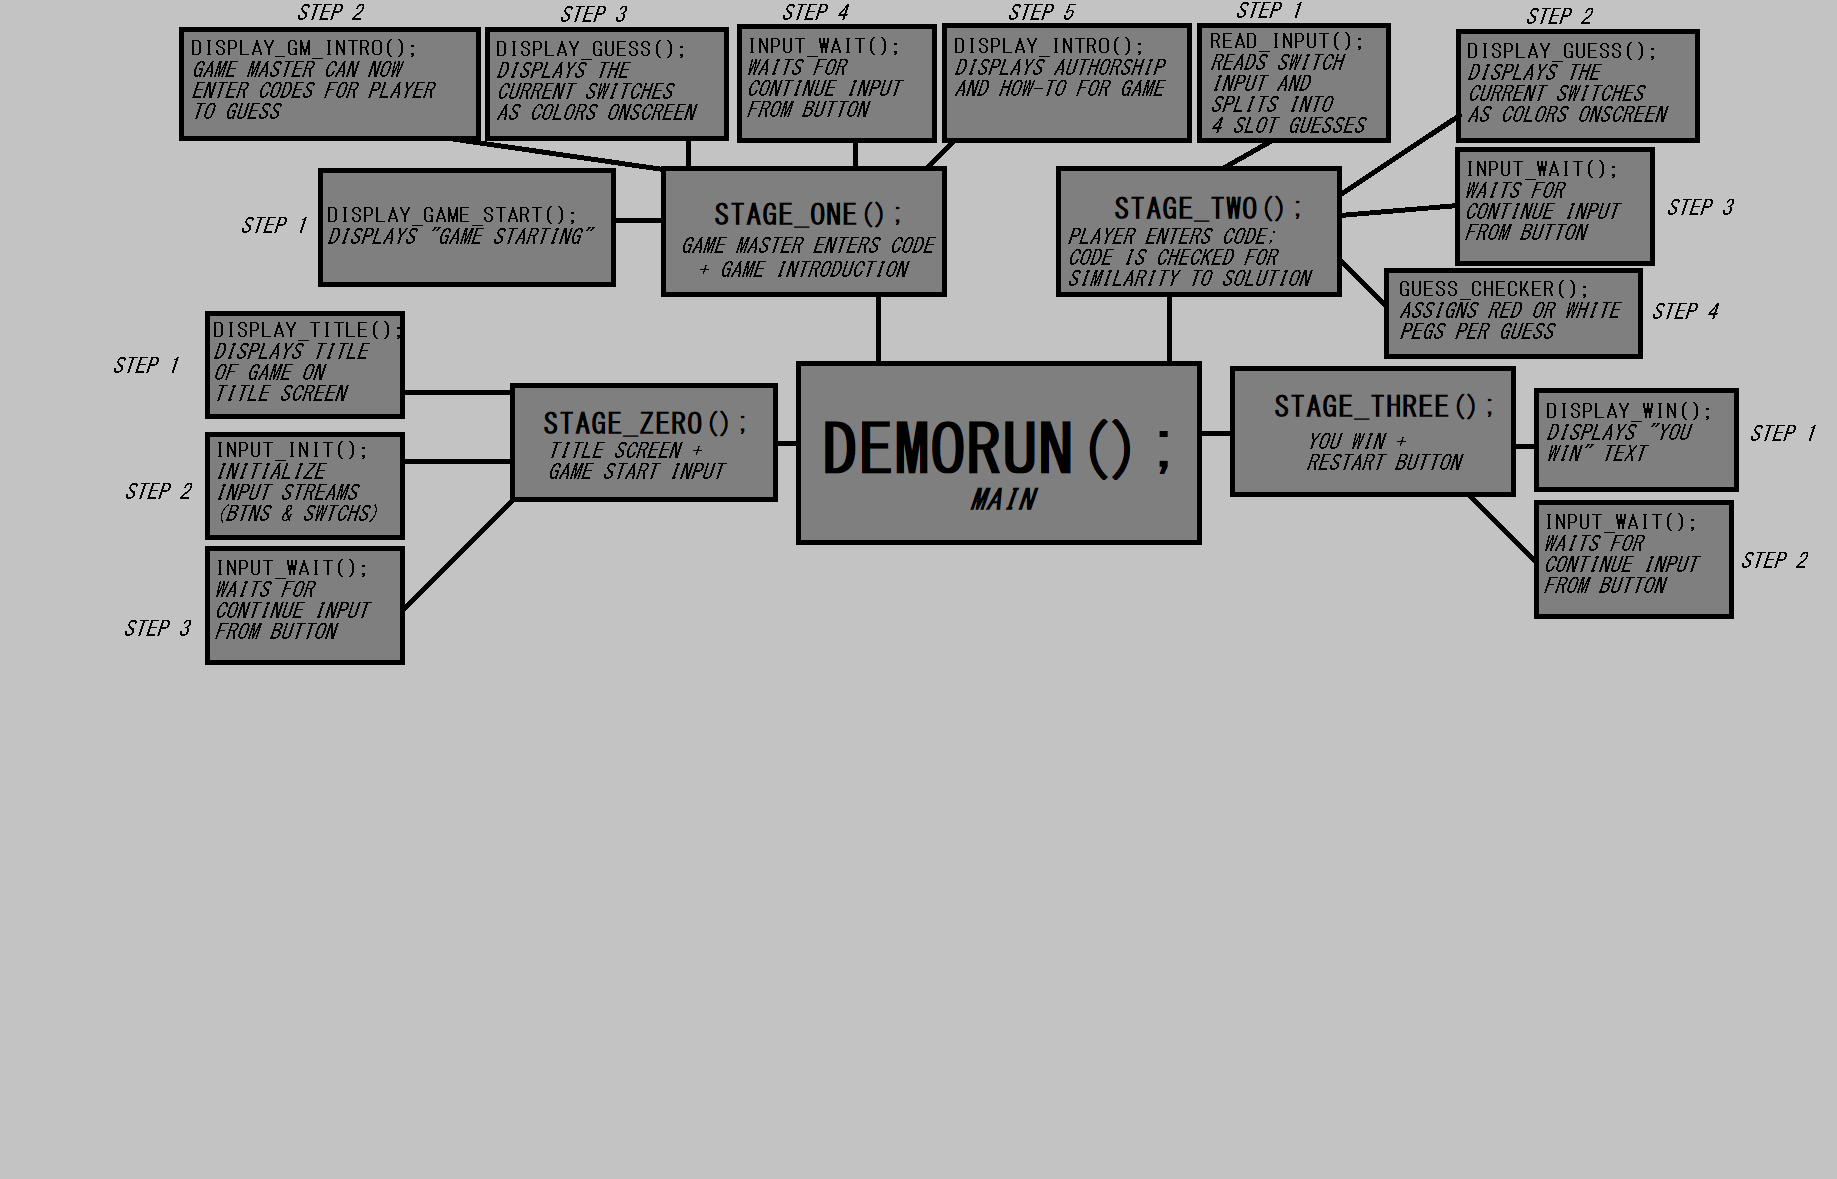 STEP 2
DISPLAY_GM_INTRO();
GAME MASTER CAN NOW
ENTER CODES FOR PLAYER
TO GUESS
STEP 3
DISPLAY_GUESS();
DISPLAYS THE
CURRENT SWITCHES
AS COLORS ONSCREEN
STEP 4
INPUT_WAIT();
WAITS FOR
CONTINUE INPUT
FROM BUTTON
STEP 5
DISPLAY_INTRO();
DISPLAYS AUTHORSHIP
AND HOW-TO FOR GAME
STEP 1
READ_INPUT();
READS SWITCH
INPUT AND
SPLITS INTO
4 SLOT GUESSES
STEP 2
DISPLAY_GUESS();
DISPLAYS THE
CURRENT SWITCHES
AS COLORS ONSCREEN
STEP 1
DISPLAY_GAME_START();
DISPLAYS "GAME STARTING"
STAGE_ONE();
GAME MASTER ENTERS CODE
+ GAME INTRODUCTION
STAGE_TWO();
PLAYER ENTERS CODE;
CODE IS CHECKED FOR
SIMILARITY TO SOLUTION
INPUT_WAIT();
WAITS FOR
CONTINUE INPUT
FROM BUTTON
STEP 3
GUESS_CHECKER();
ASSIGNS RED OR WHITE
PEGS PER GUESS
STEP 4
STEP 1
DISPLAY_TITLE();
DISPLAYS TITLE
OF GAME ON
TITLE SCREEN
STEP 2
INPUT_INIT();
INITIALIZE
INPUT STREAMS
(BTNS & SWTCHS)
STEP 3
INPUT_WAIT();
WAITS FOR
CONTINUE INPUT
FROM BUTTON
STAGE_ZERO();
TITLE SCREEN +
GAME START INPUT
DEMORUN();
MAIN
STAGE_THREE();
YOU WIN +
RESTART BUTTON
DISPLAY_WIN();
DISPLAYS "YOU
WIN" TEXT
STEP 1
INPUT_WAIT();
WAITS FOR
CONTINUE INPUT
FROM BUTTON
STEP 2